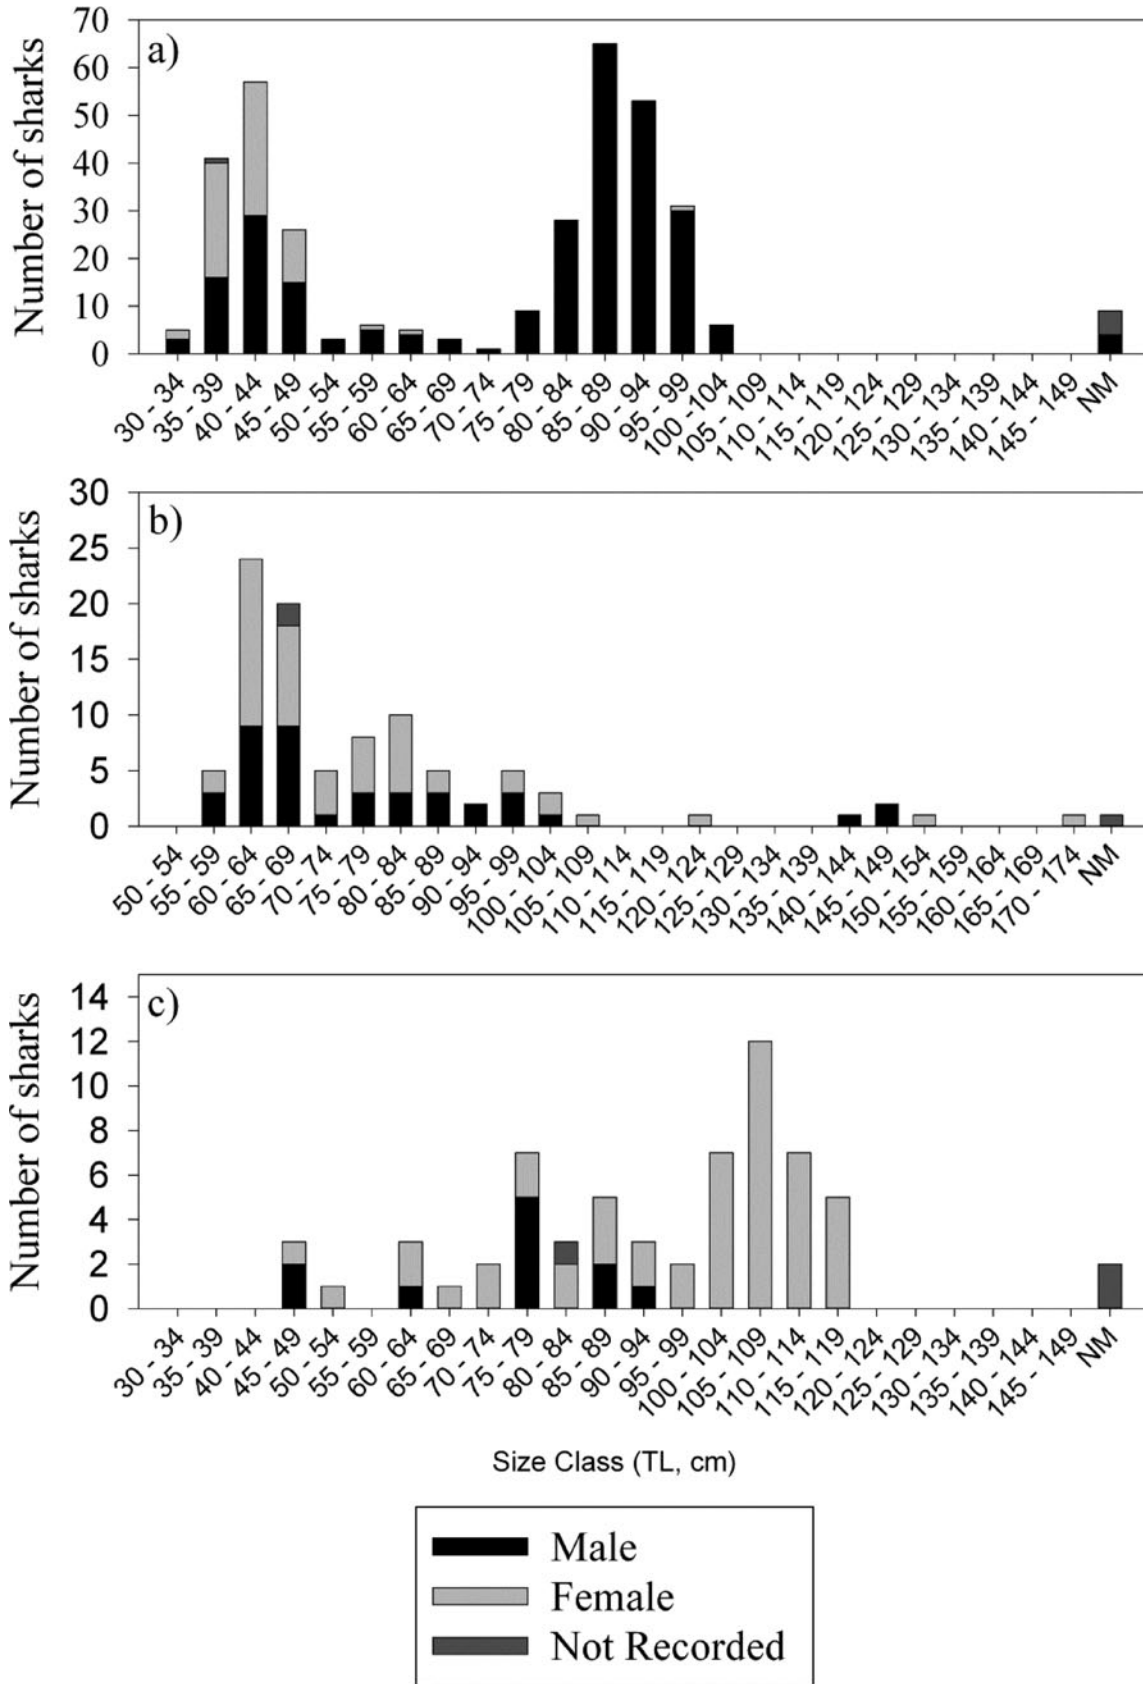 a)
Number of sharks
70
60
50
40
30
20
10
0
30 - 34
35 - 39
40 - 44
45 - 49
50 - 54
55 - 59
60 - 64
65 - 69
70 - 74
75 - 79
80 - 84
85 - 89
90 - 94
95 - 99
100 - 104
105 - 109
110 - 114
115 - 119
120 - 124
125 - 129
130 - 134
135 - 139
140 - 144
145 - 149
NM
b)
Number of sharks
30
25
20
15
10
5
0
50 - 54
55 - 59
60 - 64
65 - 69
70 - 74
75 - 79
80 - 84
85 - 89
90 - 94
95 - 99
100 - 104
105 - 109
110 - 114
115 - 119
120 - 124
125 - 129
130 - 134
135 - 139
140 - 144
145 - 149
150 - 154
155 - 159
160 - 164
165 - 169
170 - 174
NM
c)
Number of sharks
14
12
10
8
6
4
2
0
30 - 34
35 - 39
40 - 44
45 - 49
50 - 54
55 - 59
60 - 64
65 - 69
70 - 74
75 - 79
80 - 84
85 - 89
90 - 94
95 - 99
100 - 104
105 - 109
110 - 114
115 - 119
120 - 124
125 - 129
130 - 134
135 - 139
140 - 144
145 - 149
NM
Size Class (TL, cm)
Male
Female
Not Recorded